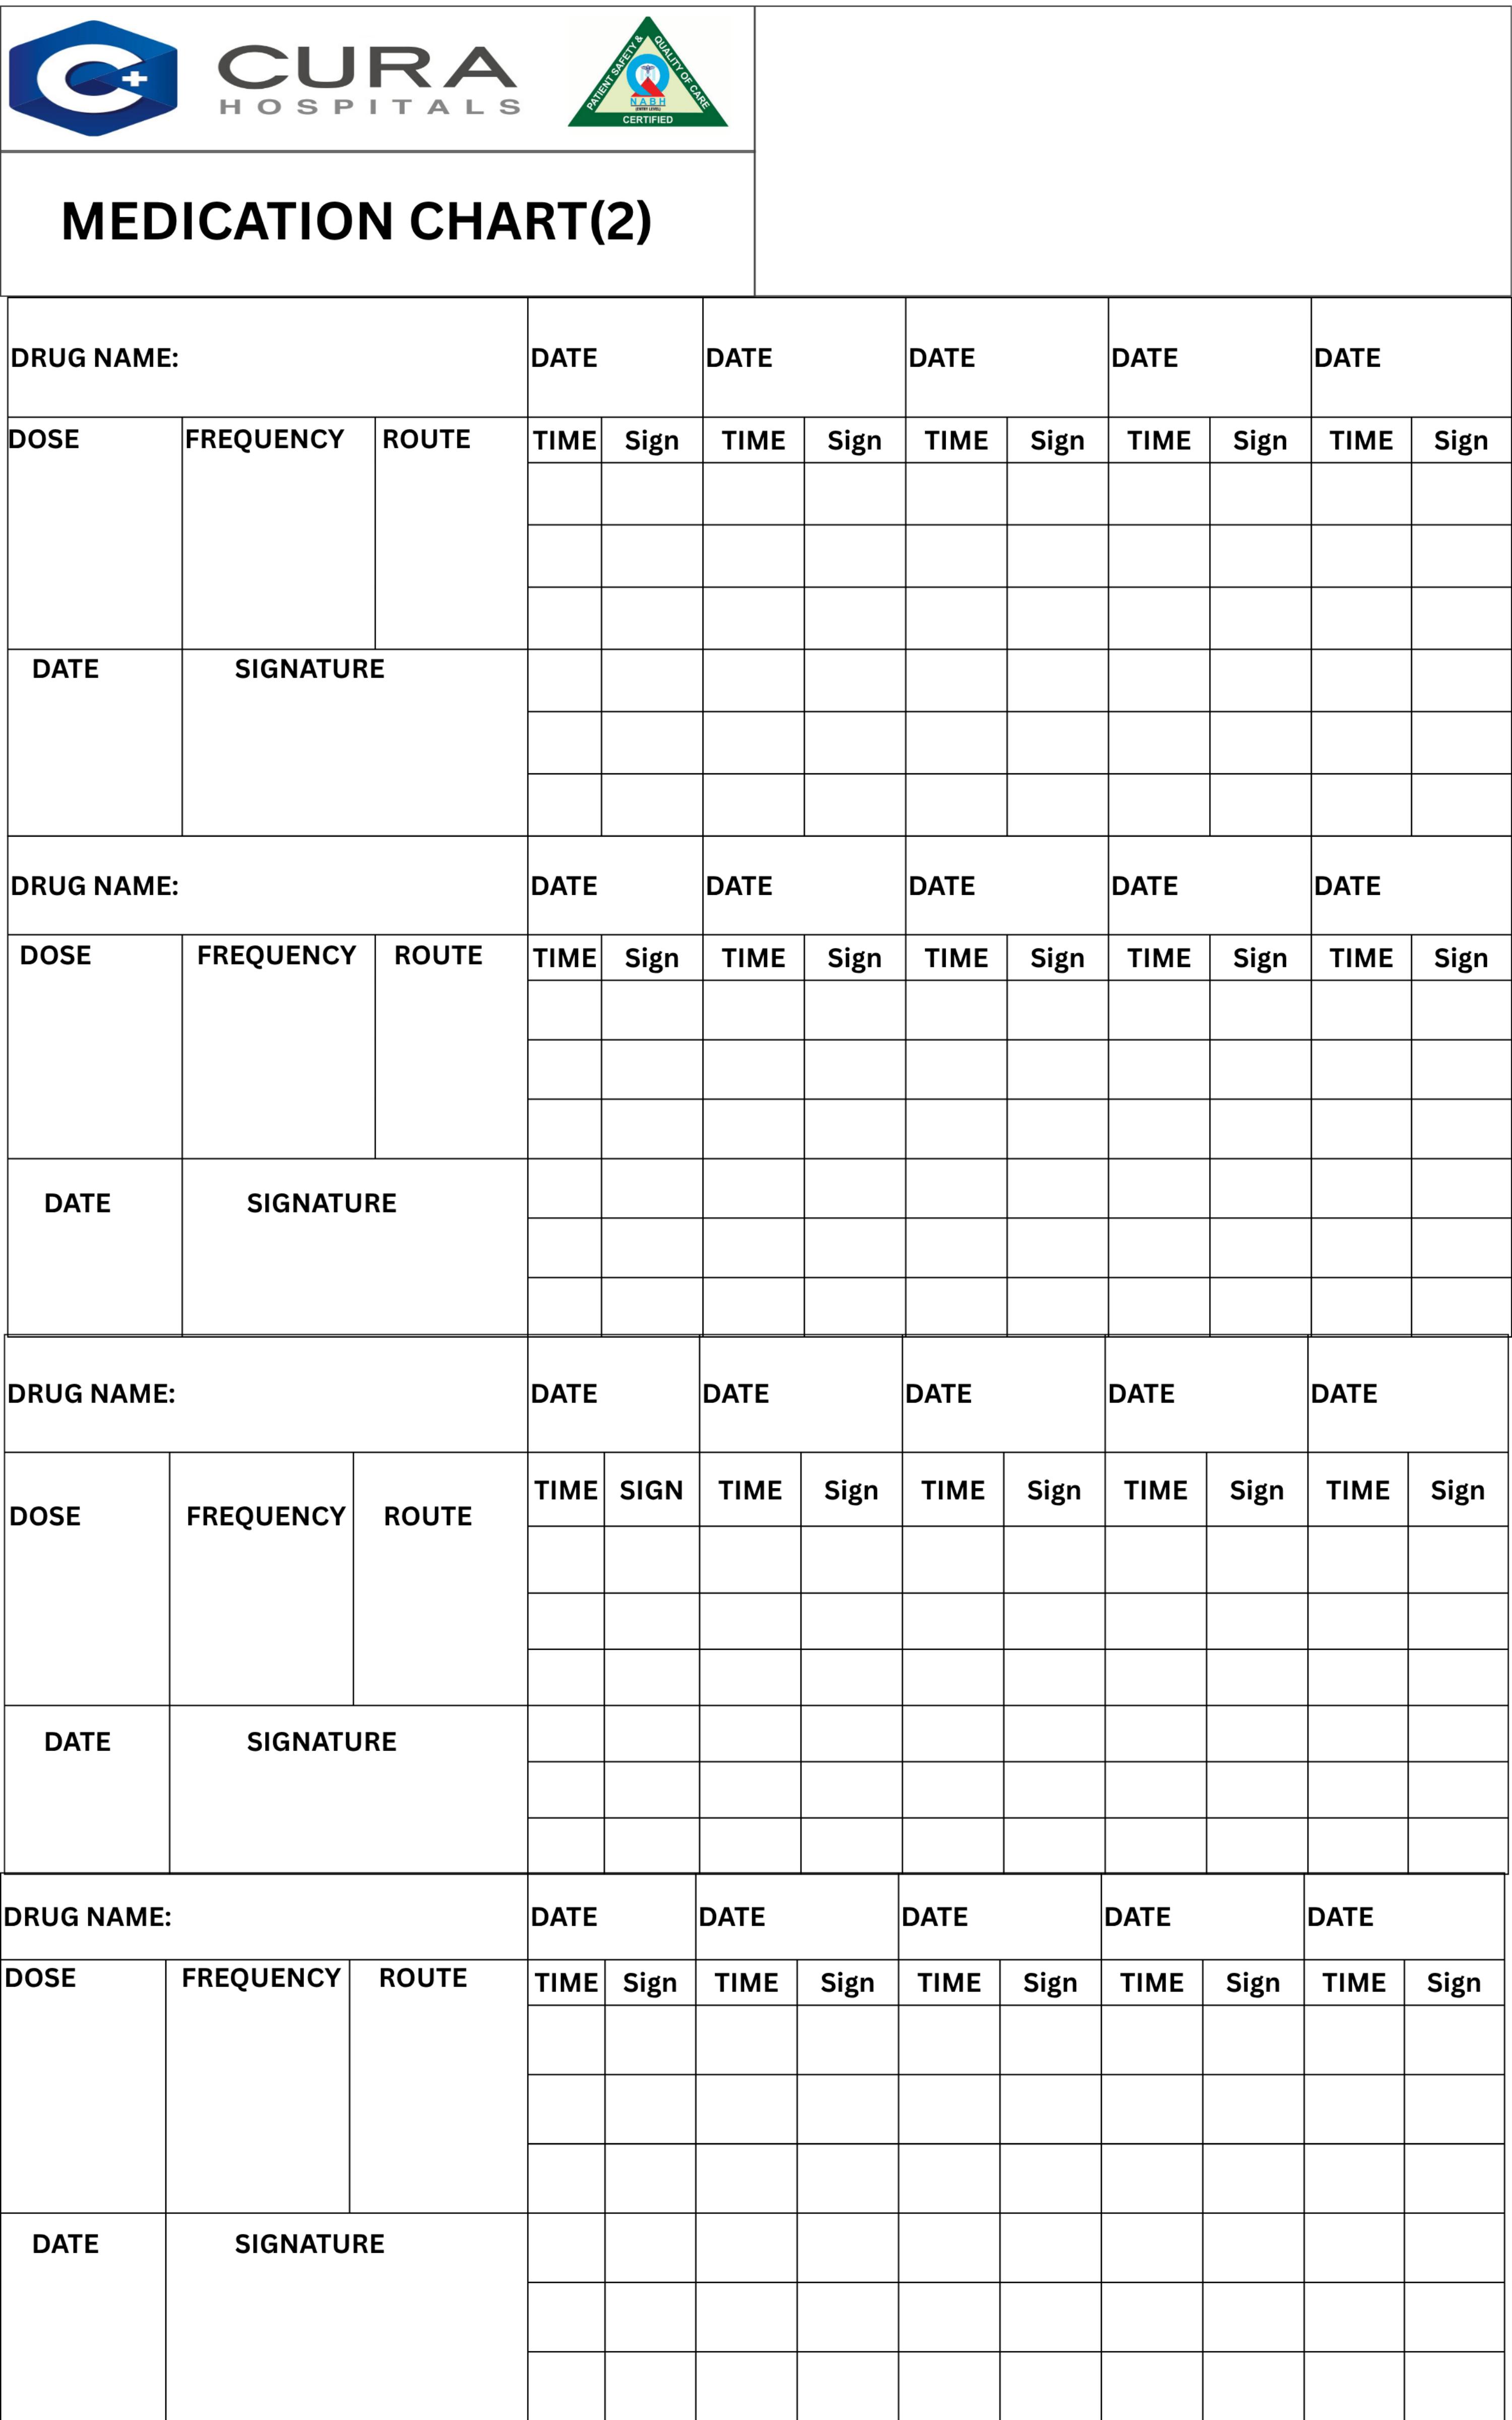 CURA
HOSPITALS
PATIENT SAFETY & QUALITY OF CARE
NABH
(ENTRY LEVEL)
CERTIFIED
MEDICATION CHART(2)
DRUG NAME: DATE DATE DATE DATE DATE
DOSE FREQUENCY ROUTE TIME Sign TIME Sign TIME Sign TIME Sign TIME Sign
DATE SIGNATURE
DRUG NAME: DATE DATE DATE DATE DATE
DOSE FREQUENCY ROUTE TIME Sign TIME Sign TIME Sign TIME Sign TIME Sign
DATE SIGNATURE
DRUG NAME: DATE DATE DATE DATE DATE
TIME SIGN TIME Sign TIME Sign TIME Sign TIME Sign
DOSE FREQUENCY ROUTE
DATE SIGNATURE
DRUG NAME: DATE DATE DATE DATE DATE
DOSE FREQUENCY ROUTE TIME Sign TIME Sign TIME Sign TIME Sign TIME Sign
DATE SIGNATURE